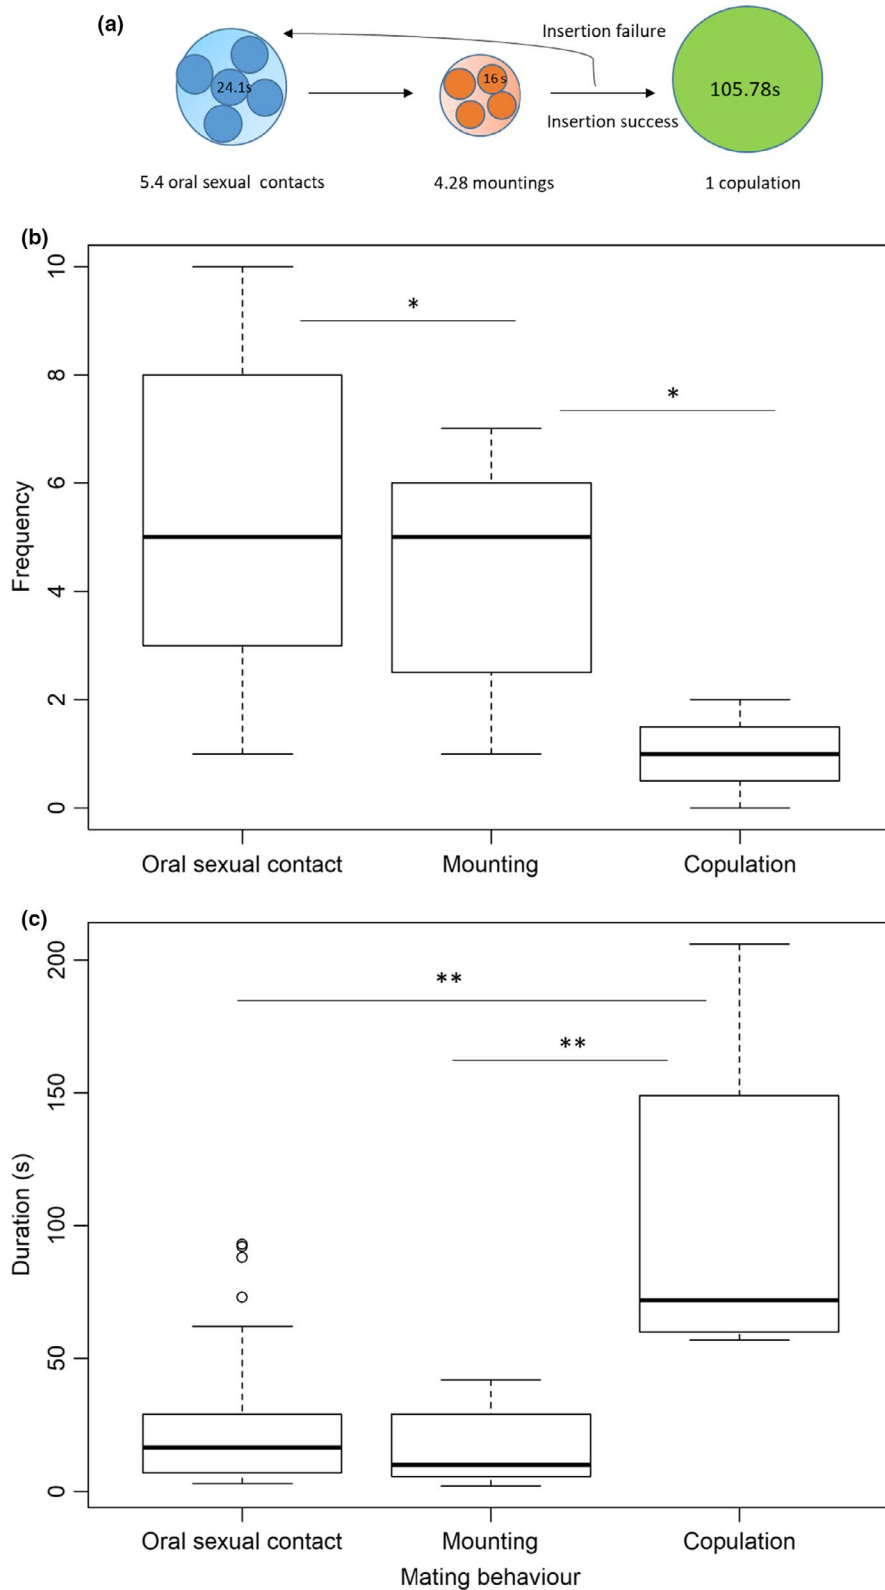 (a)
Insertion failure
24.1s
16 s
105.78s
Insertion success
5.4 oral sexual contacts
4.28 mountings
1 copulation
(b)
10
8
6
4
2
0
Frequency
*
*
Oral sexual contact
Mounting
Copulation
(c)
200
150
100
50
0
Duration (s)
**
**
Oral sexual contact
Mounting
Copulation
Mating behaviour